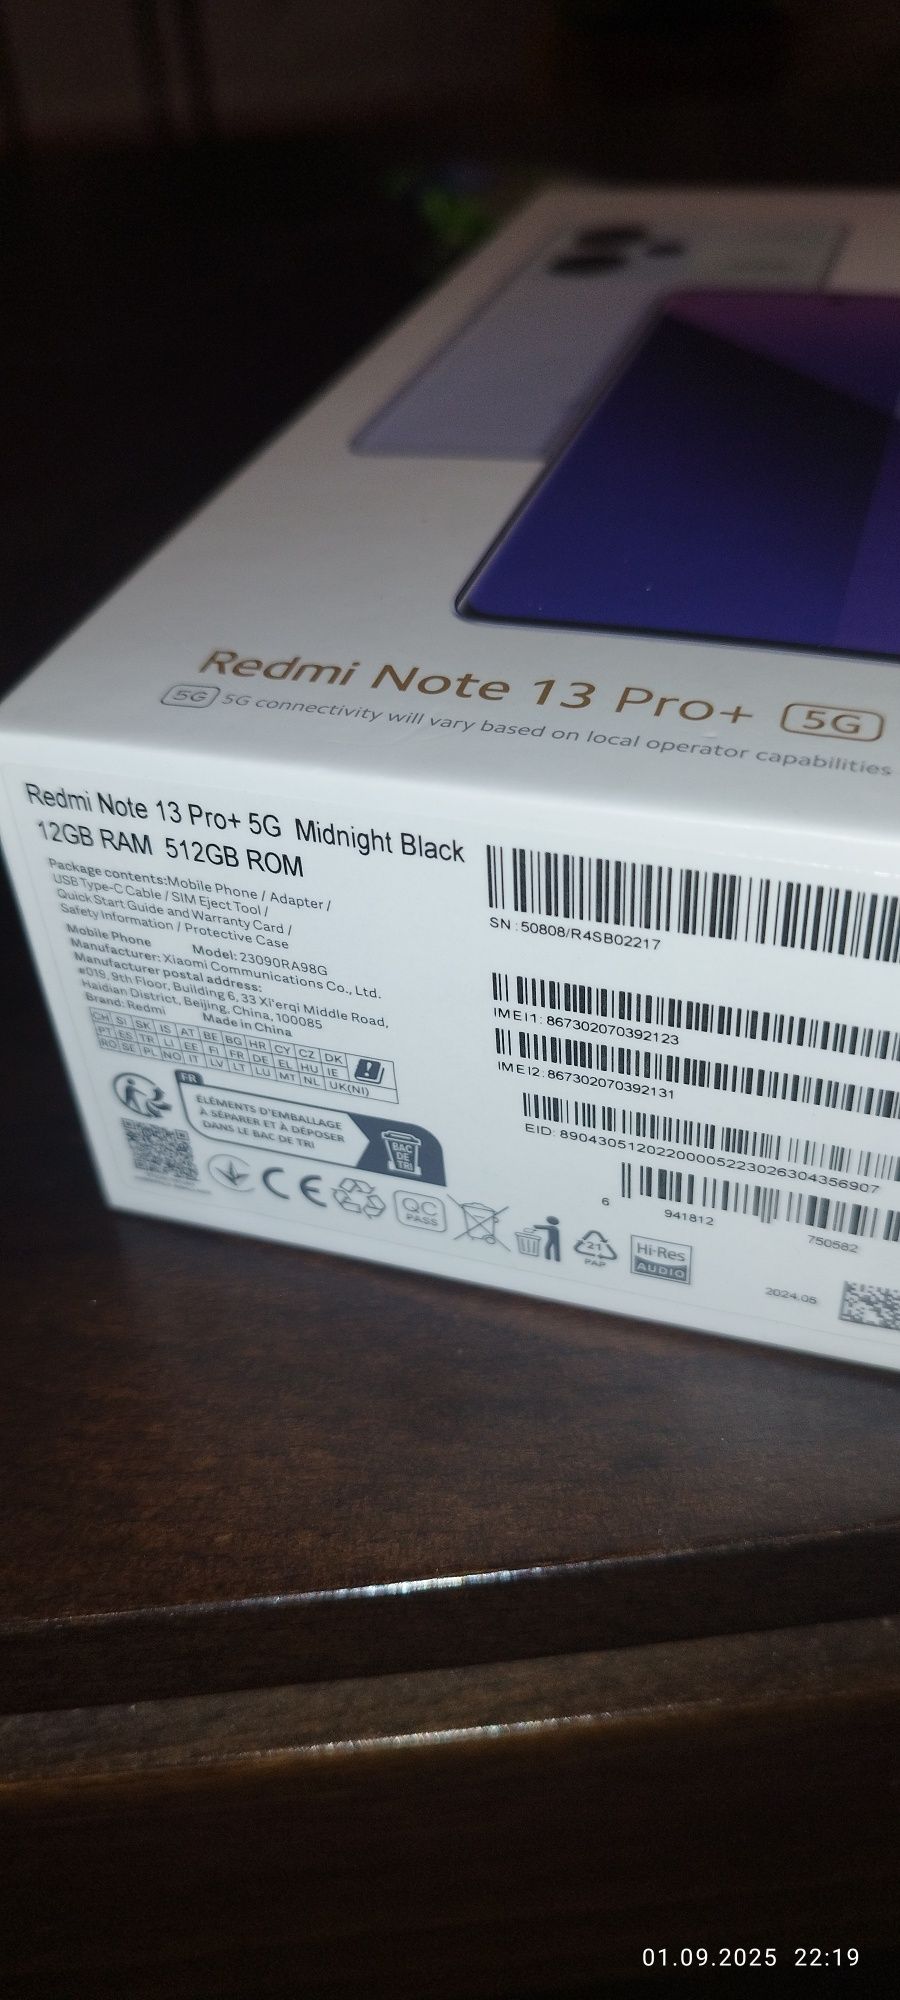 Redmi Note 13 Pro+ 5G
5G 5G connectivity will vary based on local operator capabilities
Redmi Note 13 Pro+ 5G Midnight Black
12GB RAM 512GB ROM
Package contents:Mobile Phone / Adapter /
USB Type-C Cable / SIM Eject Tool /
Quick Start Guide and Warranty Card /
Safety Information / Protective Case
Mobile Phone Model: 23090RA98G
Manufacturer: Xiaomi Communications Co., Ltd.
Manufacturer postal address:
#019, 9th Floor, Building 6, 33 Xi'erqi Middle Road,
Haidian District, Beijing, China, 100085
Brand: Redmi Made in China
CH SI SK IS AT BE BG HR CY CZ DK
PT ES TR LI EE FI FR DE EL HU IE
RO SE PL NO IT LV LT LU MT NL UK(NI)
FR
ÉLÉMENTS D'EMBALLAGE
À SÉPARER ET À DÉPOSER
DANS LE BAC DE TRI
BAC
DE
TRI
CE
QC
PASS
21
PAP
Hi-Res
AUDIO
SN: 50808/R4SB02217
IMEI1: 867302070392123
IMEI2: 867302070392131
EID: 89043051202200005223026304356907
6 941812 750582
2024.05
01.09.2025 22:19